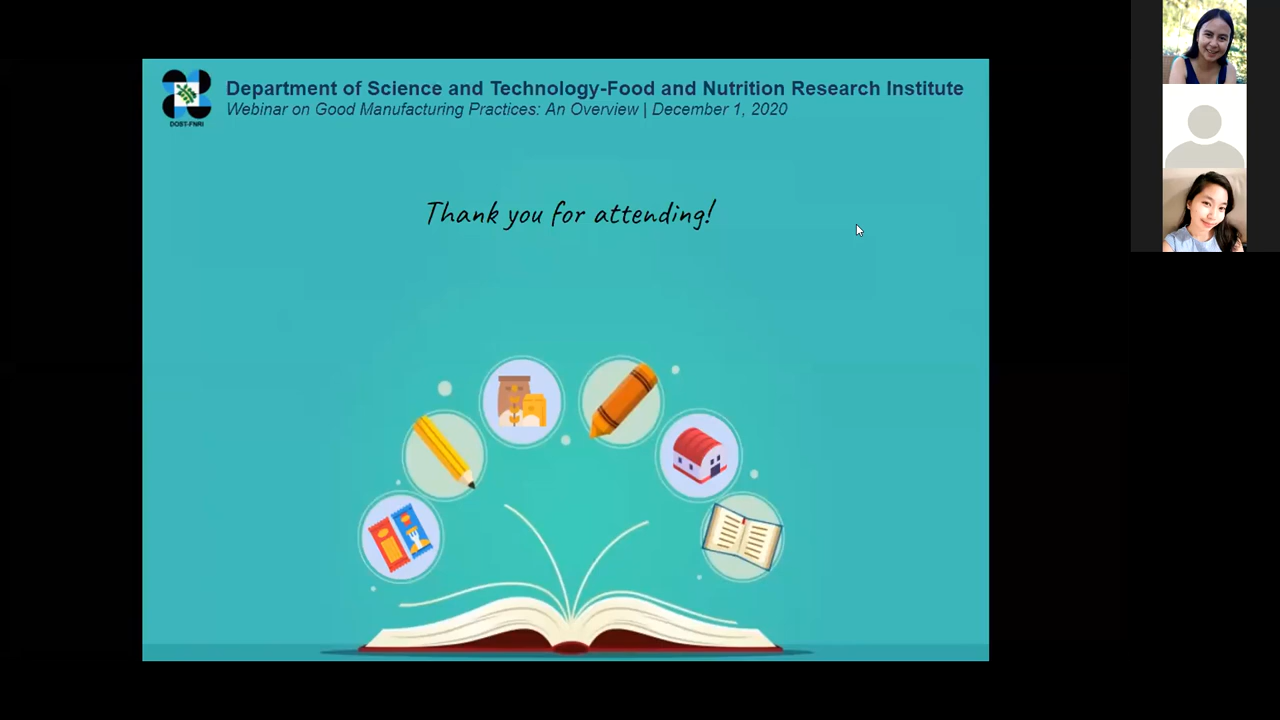 Department of Science and Technology-Food and Nutrition Research Institute
Webinar on Good Manufacturing Practices: An Overview | December 1, 2020
DOST-FNRI
Thank you for attending!